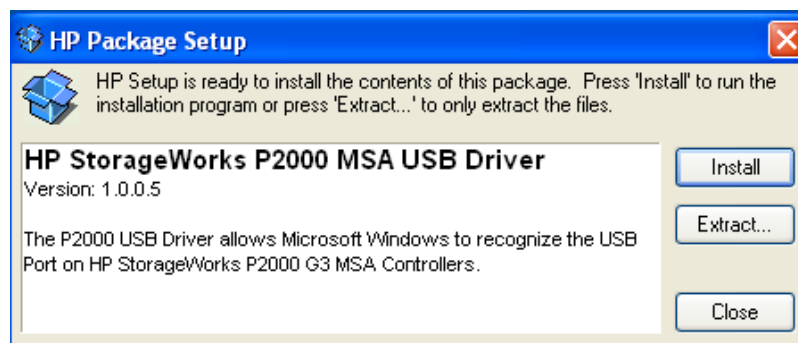 HP Package Setup
HP Setup is ready to install the contents of this package. Press 'Install' to run the
installation program or press 'Extract...' to only extract the files.
HP StorageWorks P2000 MSA USB Driver
Version: 1.0.0.5
The P2000 USB Driver allows Microsoft Windows to recognize the USB
Port on HP StorageWorks P2000 G3 MSA Controllers.
Install
Extract...
Close